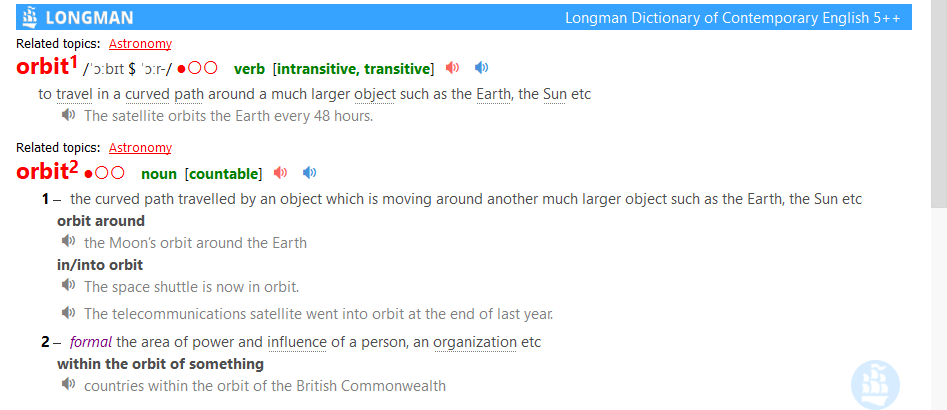 LONGMAN Longman Dictionary of Contemporary English 5++
Related topics: Astronomy
orbit1 /ˈɔːbɪt $ ˈɔːr-/ ●○○ verb [intransitive, transitive]
to travel in a curved path around a much larger object such as the Earth, the Sun etc
The satellite orbits the Earth every 48 hours.
Related topics: Astronomy
orbit2 ●○○ noun [countable]
1 – the curved path travelled by an object which is moving around another much larger object such as the Earth, the Sun etc
orbit around
the Moon's orbit around the Earth
in/into orbit
The space shuttle is now in orbit.
The telecommunications satellite went into orbit at the end of last year.
2 – formal the area of power and influence of a person, an organization etc
within the orbit of something
countries within the orbit of the British Commonwealth